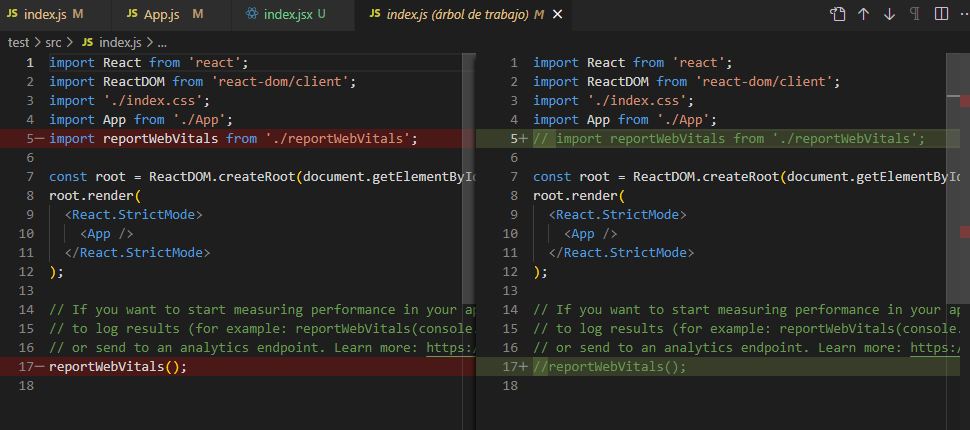 JS index.js M JS App.js M index.jsx U JS index.js (árbol de trabajo) M
test > src > JS index.js > ...
1 import React from 'react';
2 import ReactDOM from 'react-dom/client';
3 import './index.css';
4 import App from './App';
5− import reportWebVitals from './reportWebVitals';
6
7 const root = ReactDOM.createRoot(document.getElementById
8 root.render(
9 <React.StrictMode>
10 <App />
11 </React.StrictMode>
12 );
13
14 // If you want to start measuring performance in your ap
15 // to log results (for example: reportWebVitals(console.
16 // or send to an analytics endpoint. Learn more: https:/
17− reportWebVitals();
18
1 import React from 'react';
2 import ReactDOM from 'react-dom/client';
3 import './index.css';
4 import App from './App';
5+ // import reportWebVitals from './reportWebVitals';
6
7 const root = ReactDOM.createRoot(document.getElementById
8 root.render(
9 <React.StrictMode>
10 <App />
11 </React.StrictMode>
12 );
13
14 // If you want to start measuring performance in your ap
15 // to log results (for example: reportWebVitals(console.
16 // or send to an analytics endpoint. Learn more: https:/
17+ //reportWebVitals();
18